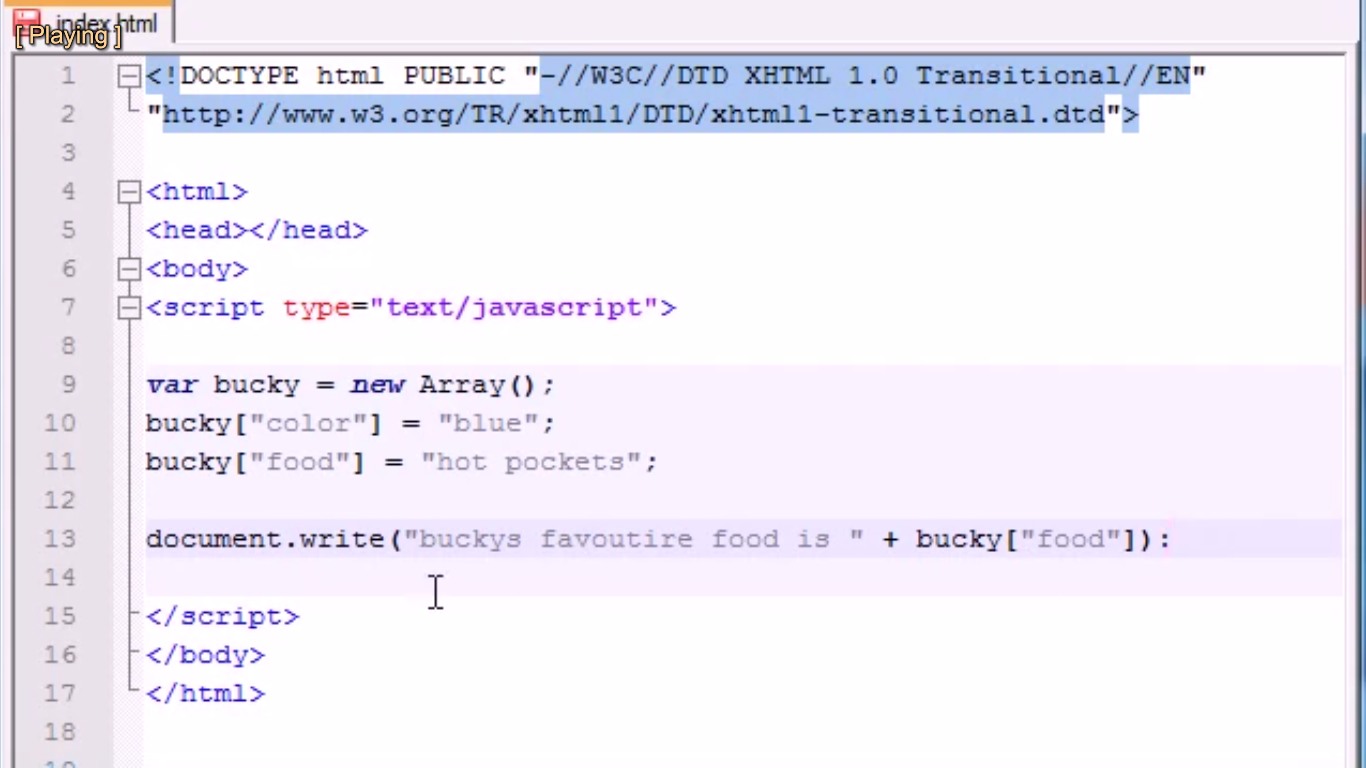 index.html
[ Playing ]
1 <!DOCTYPE html PUBLIC "-//W3C//DTD XHTML 1.0 Transitional//EN"
2 "http://www.w3.org/TR/xhtml1/DTD/xhtml1-transitional.dtd">
3
4 <html>
5 <head></head>
6 <body>
7 <script type="text/javascript">
8
9 var bucky = new Array();
10 bucky["color"] = "blue";
11 bucky["food"] = "hot pockets";
12
13 document.write("buckys favoutire food is " + bucky["food"]):
14
15 </script>
16 </body>
17 </html>
18
19